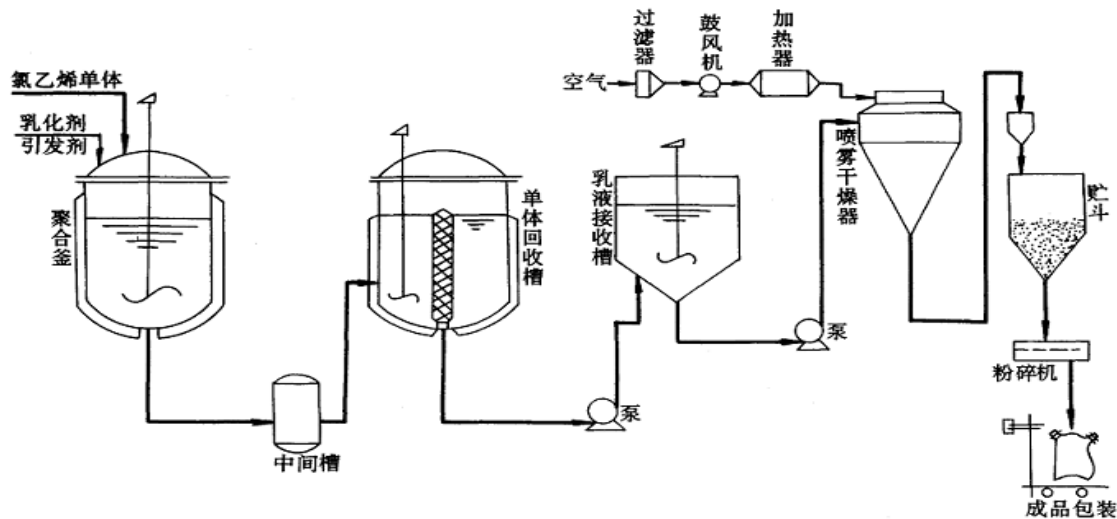 氯乙烯单体
乳化剂
引发剂
聚合釜
中间槽
单体回收槽
泵
乳液接收槽
泵
空气
过滤器
鼓风机
加热器
喷雾干燥器
贮斗
粉碎机
成品包装